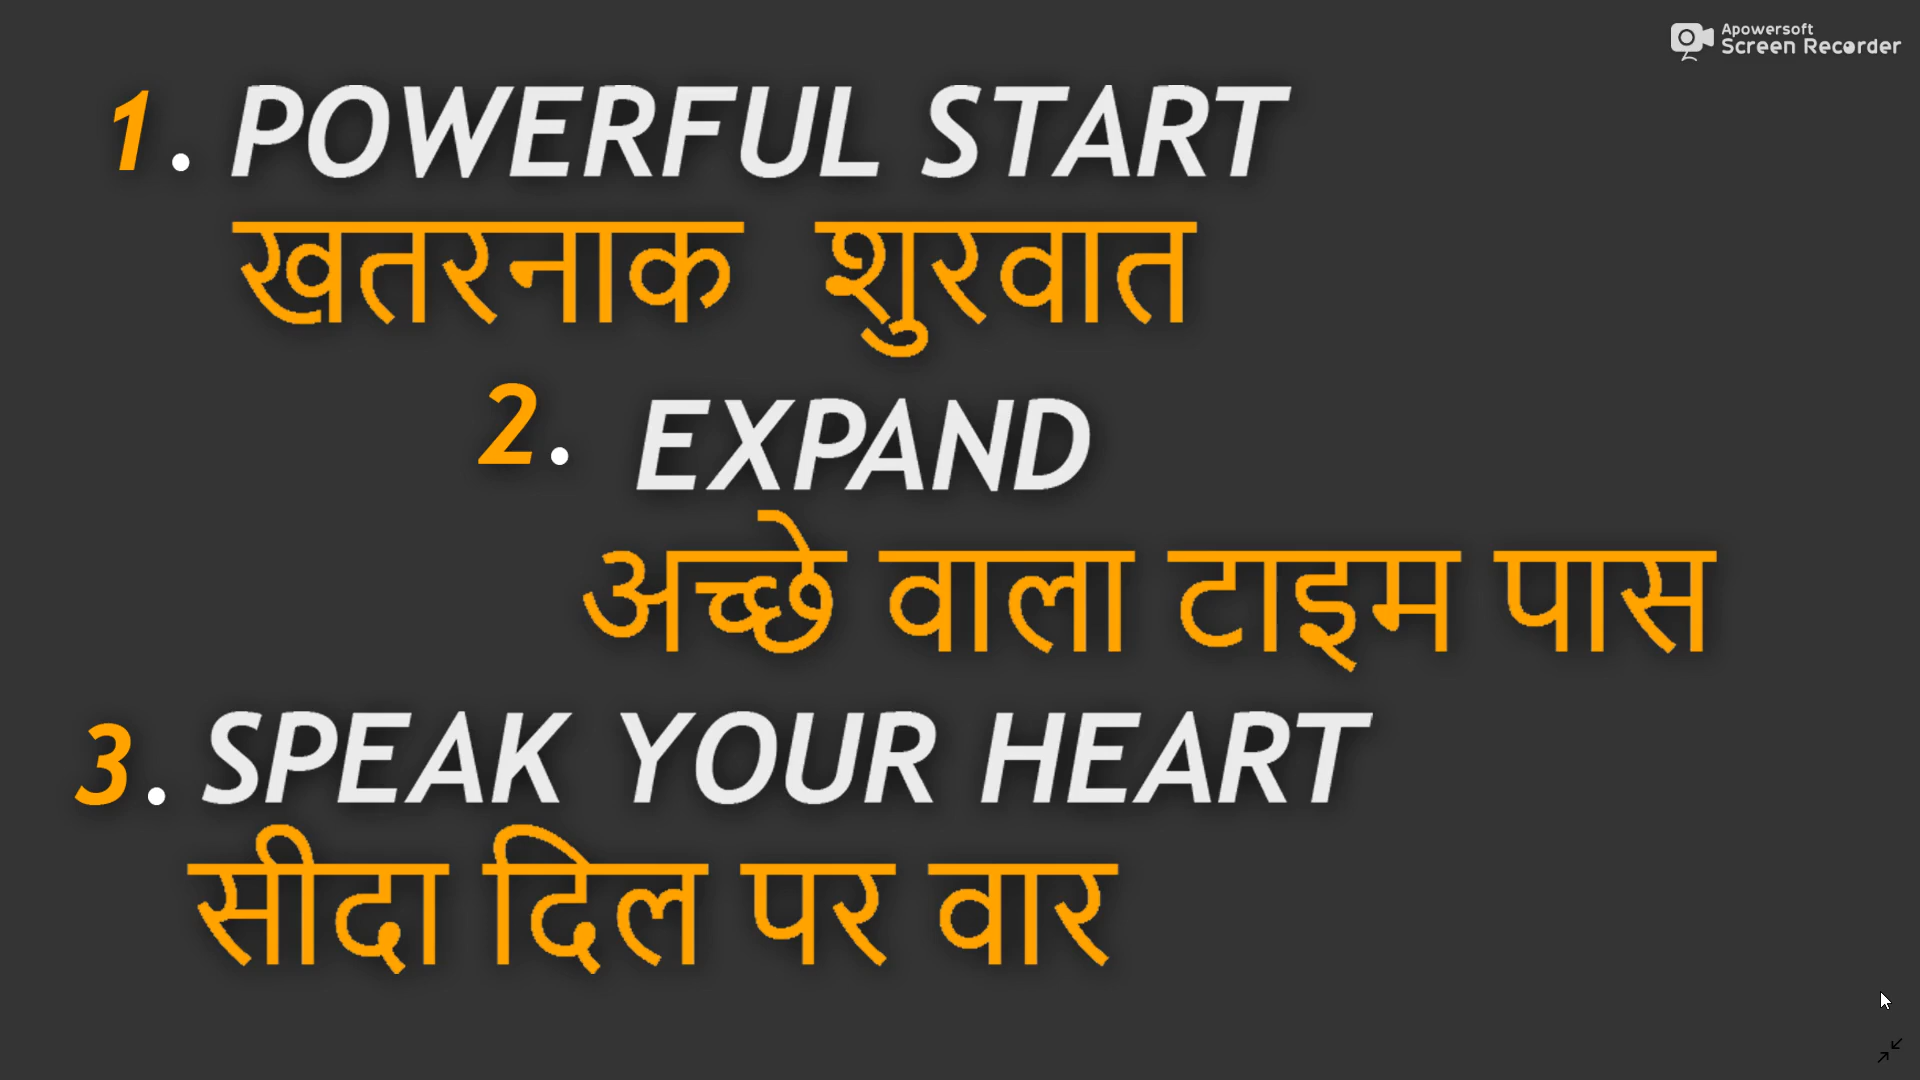 Apowersoft
Screen Recorder
1. POWERFUL START
खतरनाक शुरवात
2. EXPAND
अच्छे वाला टाइम पास
3. SPEAK YOUR HEART
सीदा दिल पर वार